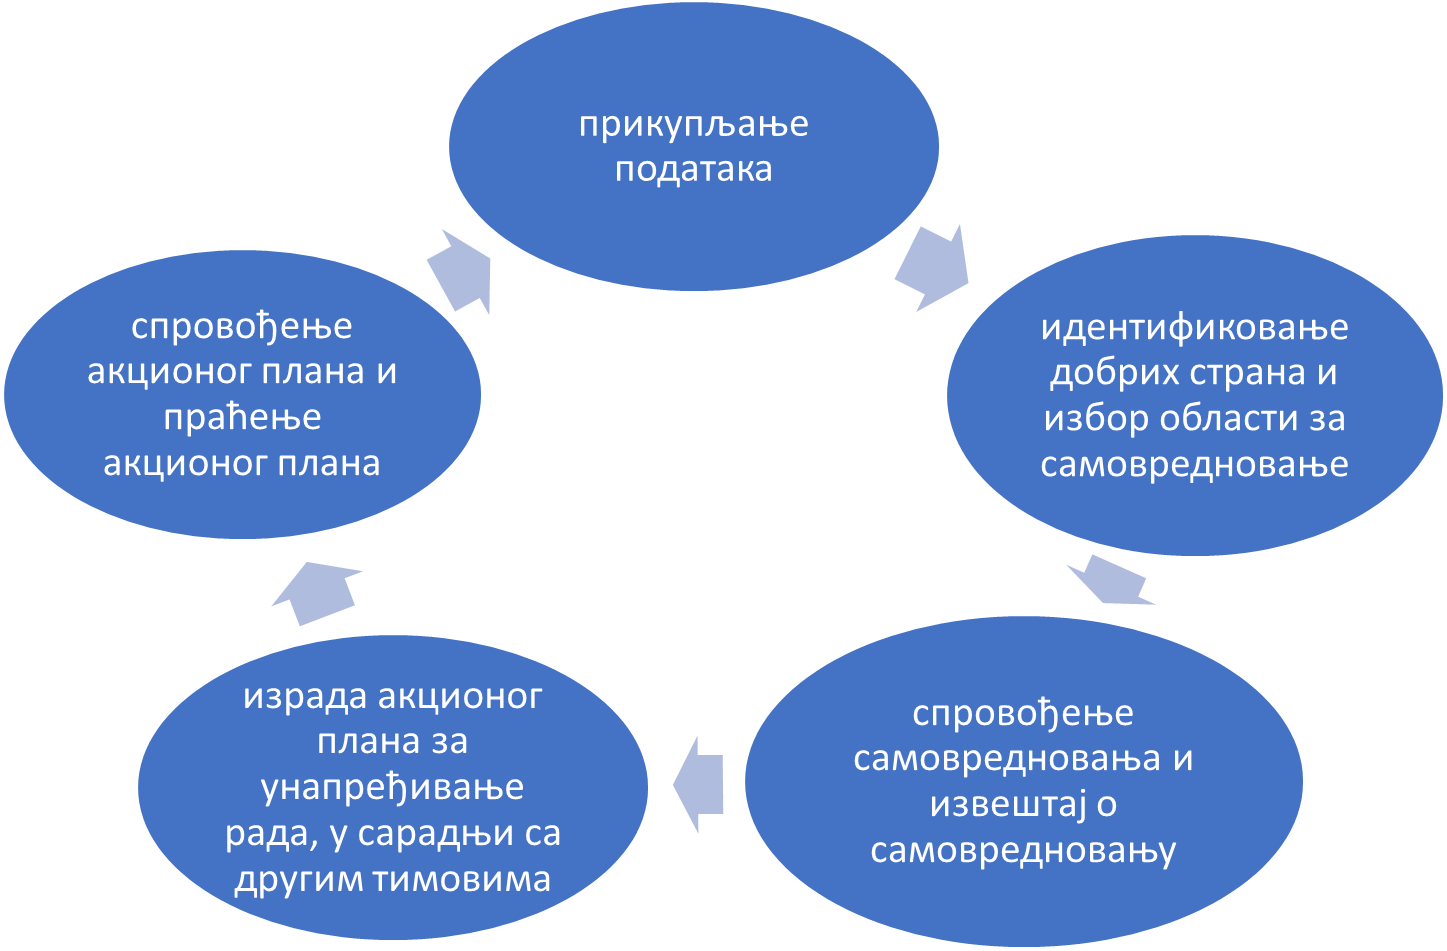 прикупљање
података
идентификовање
добрих страна и
избор области за
самовредновање
спровођење
самовредновања и
извештај о
самовредновању
израда акционог
плана за
унапређивање
рада, у сарадњи са
другим тимовима
спровођење
акционог плана и
праћење
акционог плана